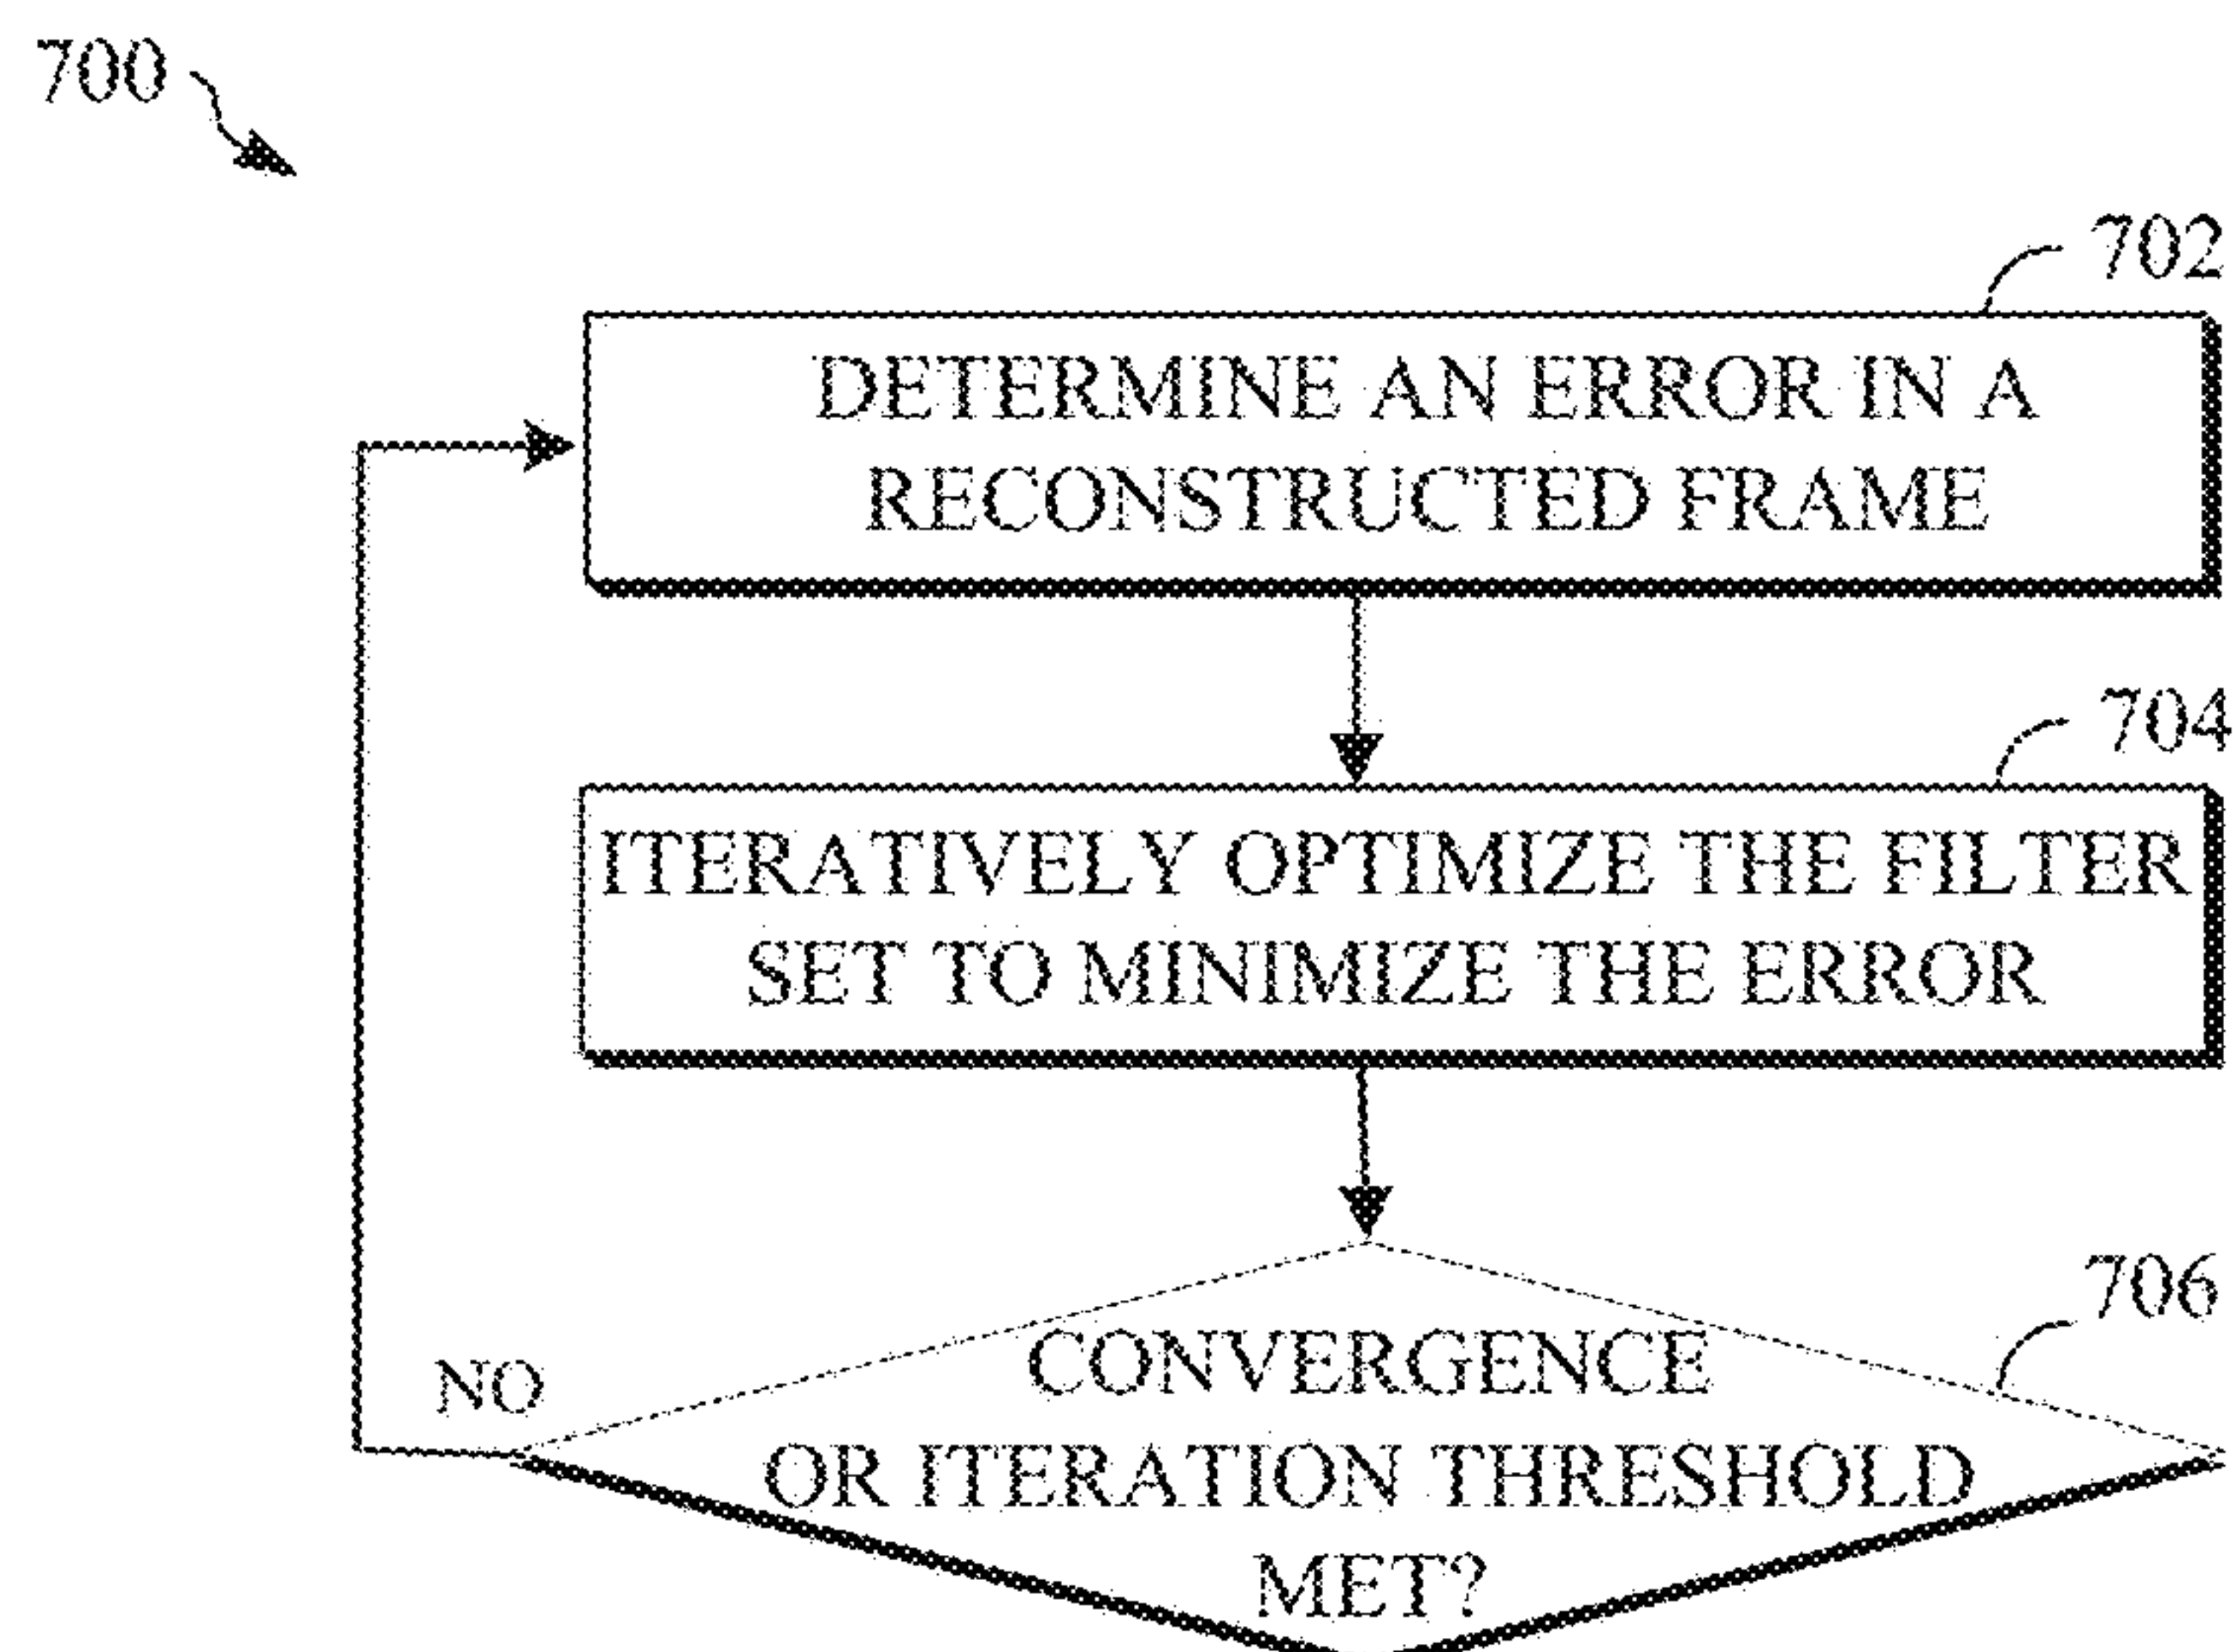 700
702
DETERMINE AN ERROR IN A
RECONSTRUCTED FRAME
704
ITERATIVELY OPTIMIZE THE FILTER
SET TO MINIMIZE THE ERROR
706
NO
CONVERGENCE
OR ITERATION THRESHOLD
MET?